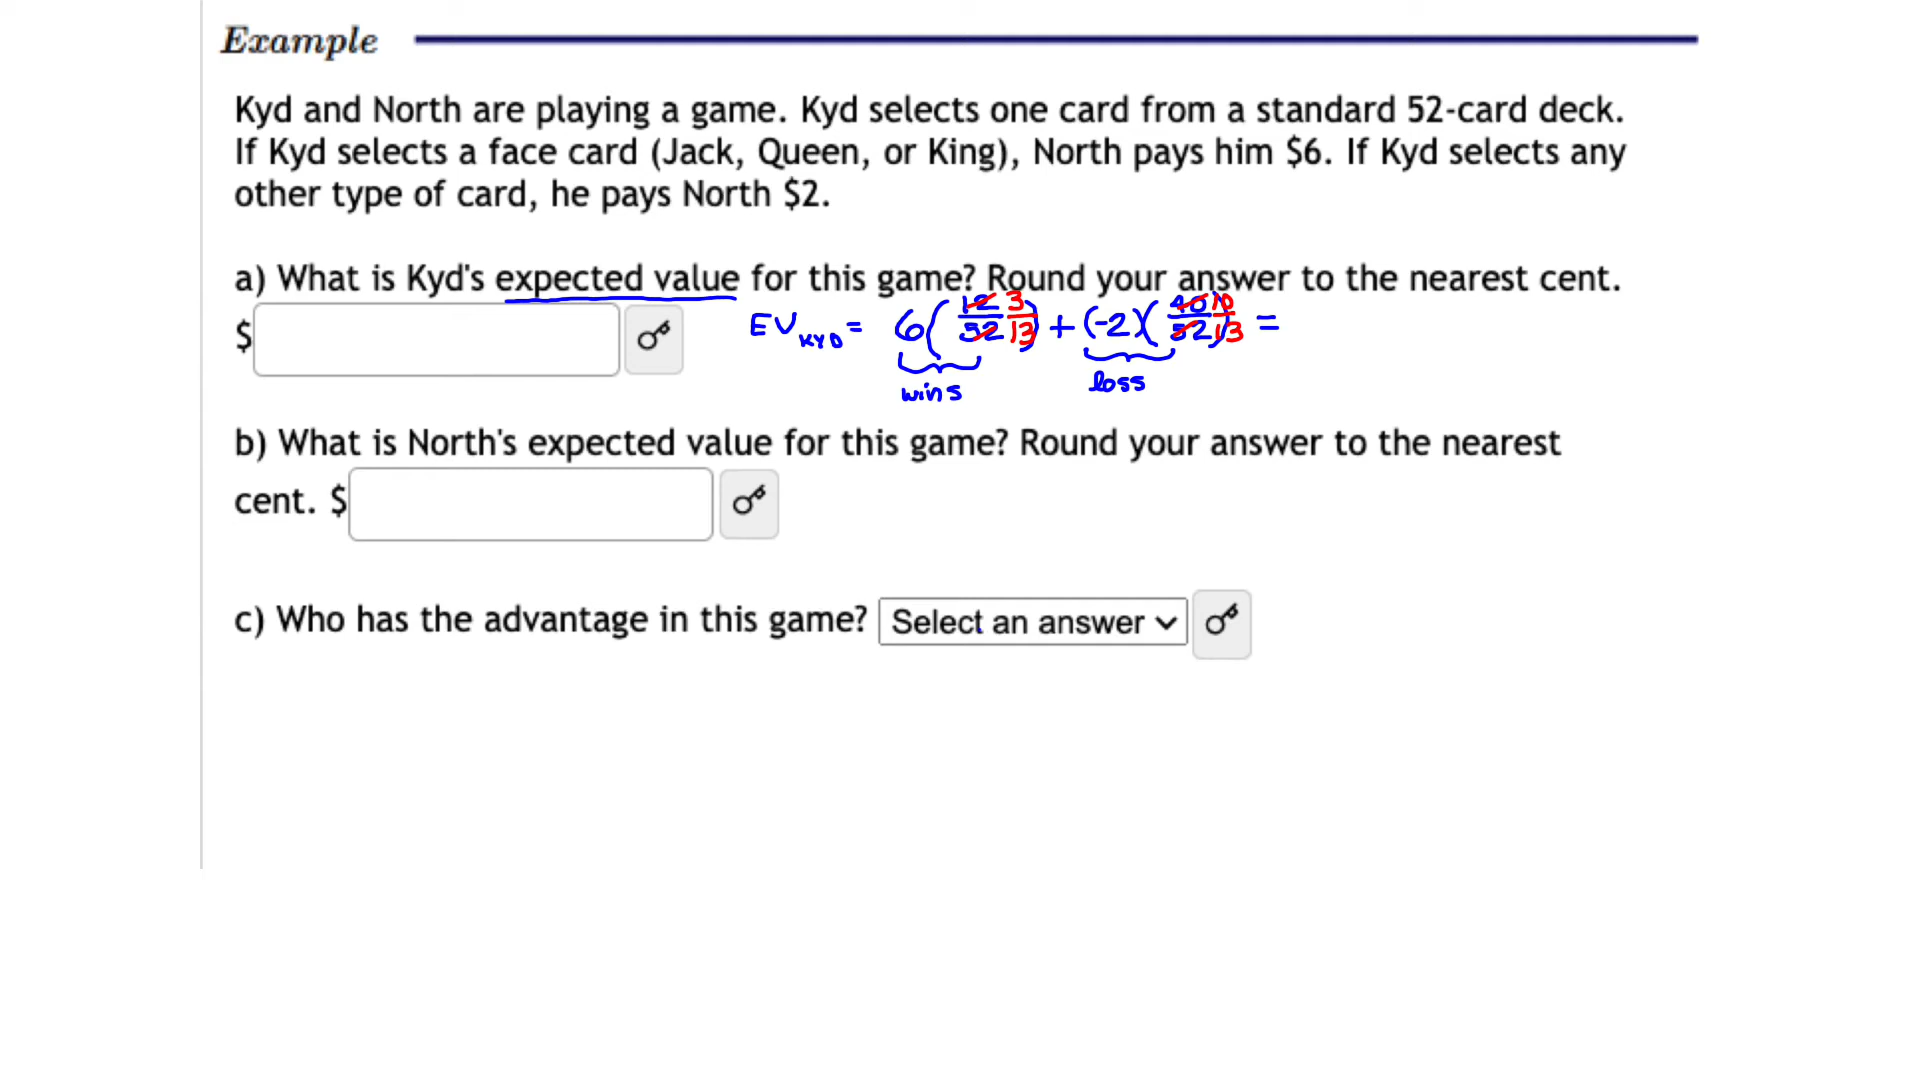 Example
Kyd and North are playing a game. Kyd selects one card from a standard 52-card deck.
If Kyd selects a face card (Jack, Queen, or King), North pays him $6. If Kyd selects any
other type of card, he pays North $2.
a) What is Kyd's expected value for this game? Round your answer to the nearest cent.
$
EV KYD = 6(12/52 3/13) + (-2)(40/52 10/13) =
wins loss
b) What is North's expected value for this game? Round your answer to the nearest
cent. $
c) Who has the advantage in this game? Select an answer